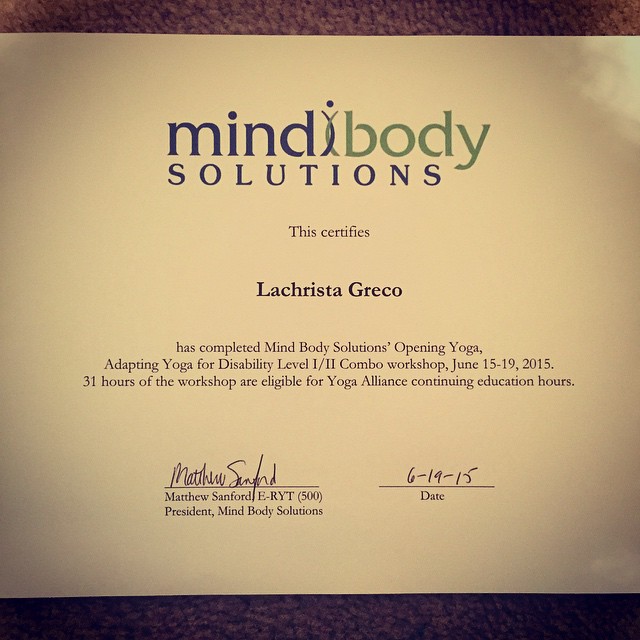 mind body
SOLUTIONS
This certifies
Lachrista Greco
has completed Mind Body Solutions' Opening Yoga,
Adapting Yoga for Disability Level I/II Combo workshop, June 15-19, 2015.
31 hours of the workshop are eligible for Yoga Alliance continuing education hours.
Matthew Sanford 6-19-15
Matthew Sanford, E-RYT (500) Date
President, Mind Body Solutions